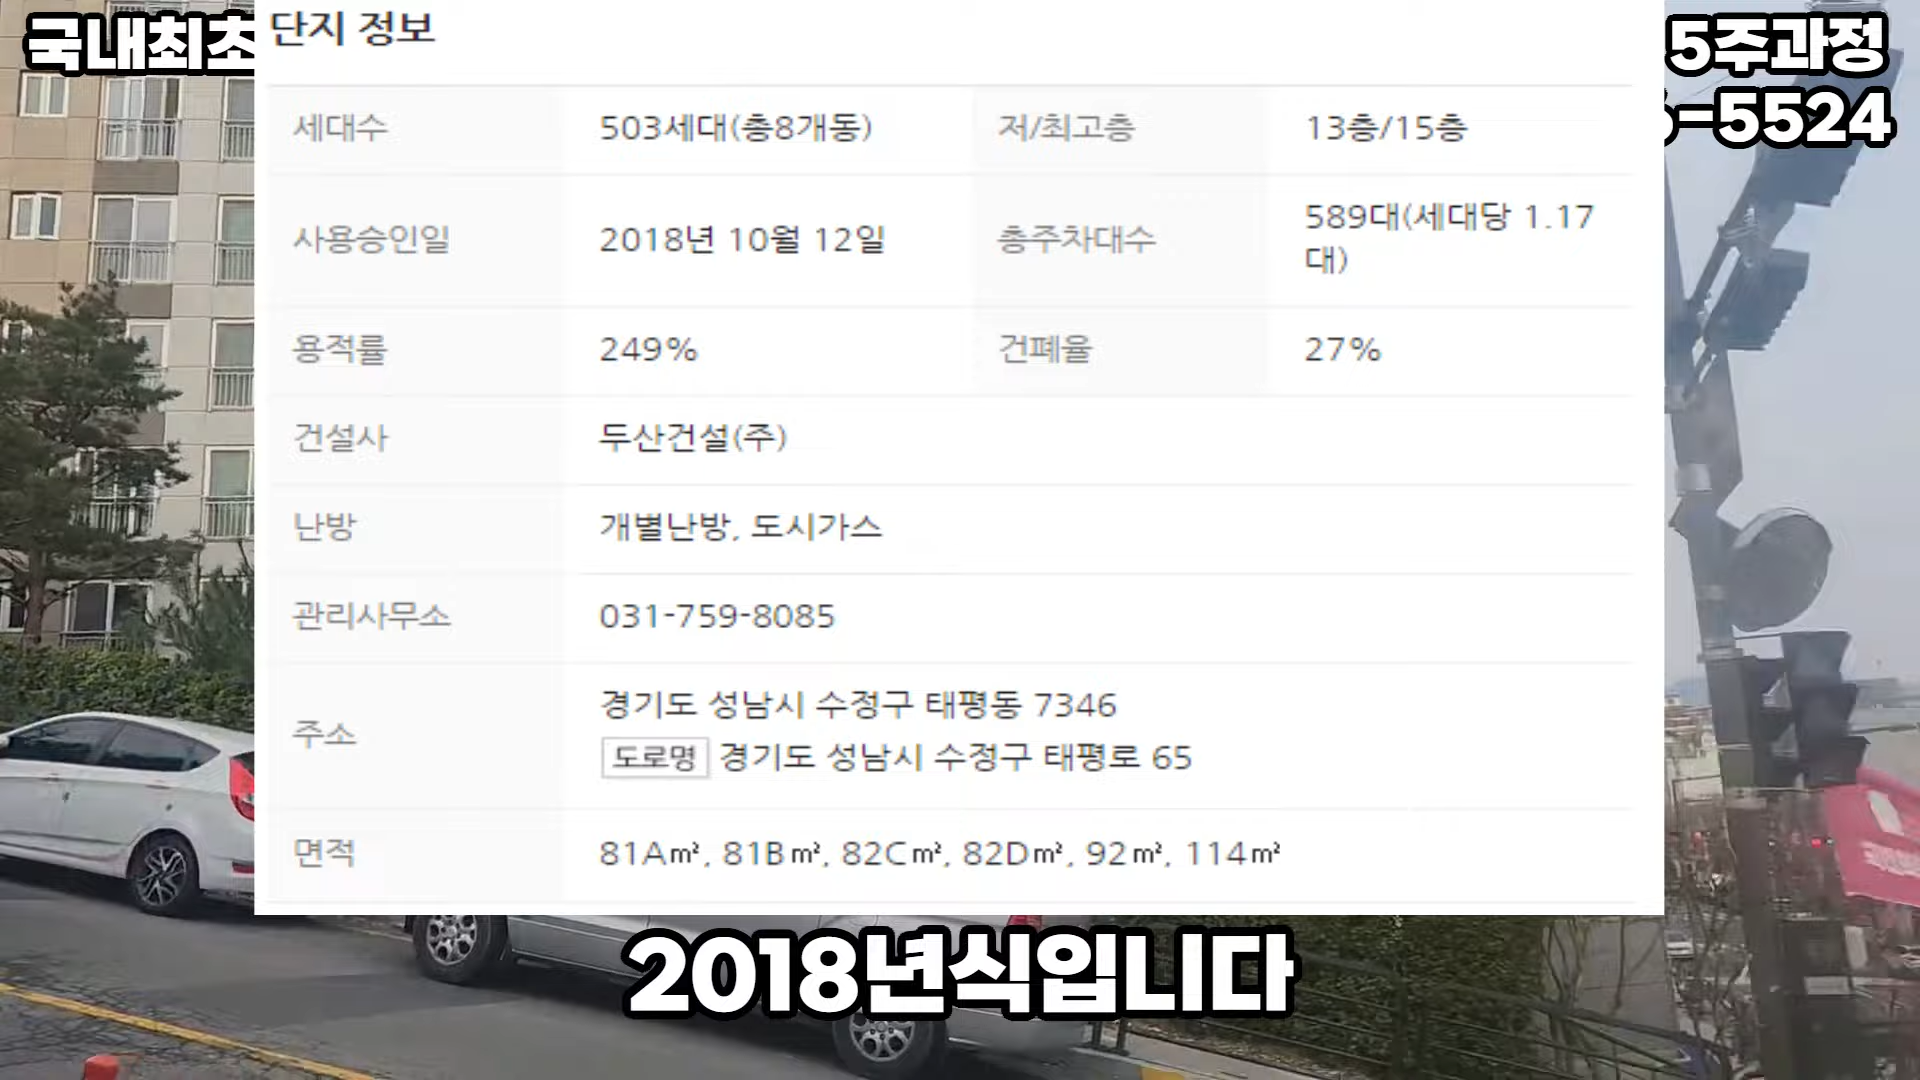 국내최초
5주과정
-5524
단지 정보
세대수 503세대(총8개동) 저/최고층 13층/15층
사용승인일 2018년 10월 12일 총주차대수 589대(세대당 1.17
대)
용적률 249% 건폐율 27%
건설사 두산건설(주)
난방 개별난방, 도시가스
관리사무소 031-759-8085
주소 경기도 성남시 수정구 태평동 7346
도로명 경기도 성남시 수정구 태평로 65
면적 81A㎡, 81B㎡, 82C㎡, 82D㎡, 92㎡, 114㎡
2018년식입니다